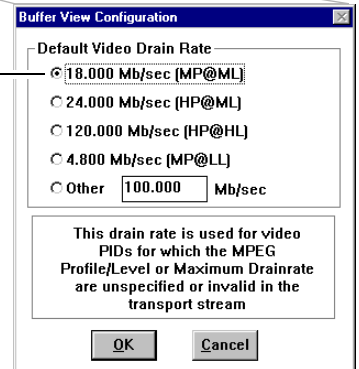 Buffer View Configuration
Default Video Drain Rate
18.000 Mb/sec (MP@ML)
24.000 Mb/sec (HP@ML)
120.000 Mb/sec (HP@HL)
4.800 Mb/sec (MP@LL)
Other 100.000 Mb/sec
This drain rate is used for video
PIDs for which the MPEG
Profile/Level or Maximum Drainrate
are unspecified or invalid in the
transport stream
OK Cancel